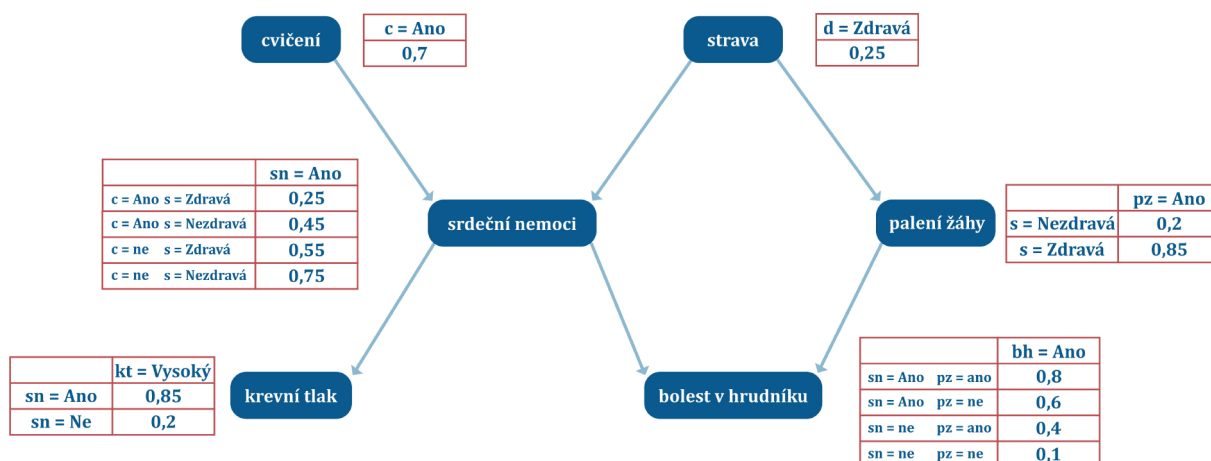 cvičení
c = Ano
0,7
strava
d = Zdravá
0,25
sn = Ano
c = Ano s = Zdravá 0,25
c = Ano s = Nezdravá 0,45
c = ne s = Zdravá 0,55
c = ne s = Nezdravá 0,75
srdeční nemoci
palení žáhy
pz = Ano
s = Nezdravá 0,2
s = Zdravá 0,85
kt = Vysoký
sn = Ano 0,85
sn = Ne 0,2
krevní tlak
bolest v hrudníku
bh = Ano
sn = Ano pz = ano 0,8
sn = Ano pz = ne 0,6
sn = ne pz = ano 0,4
sn = ne pz = ne 0,1